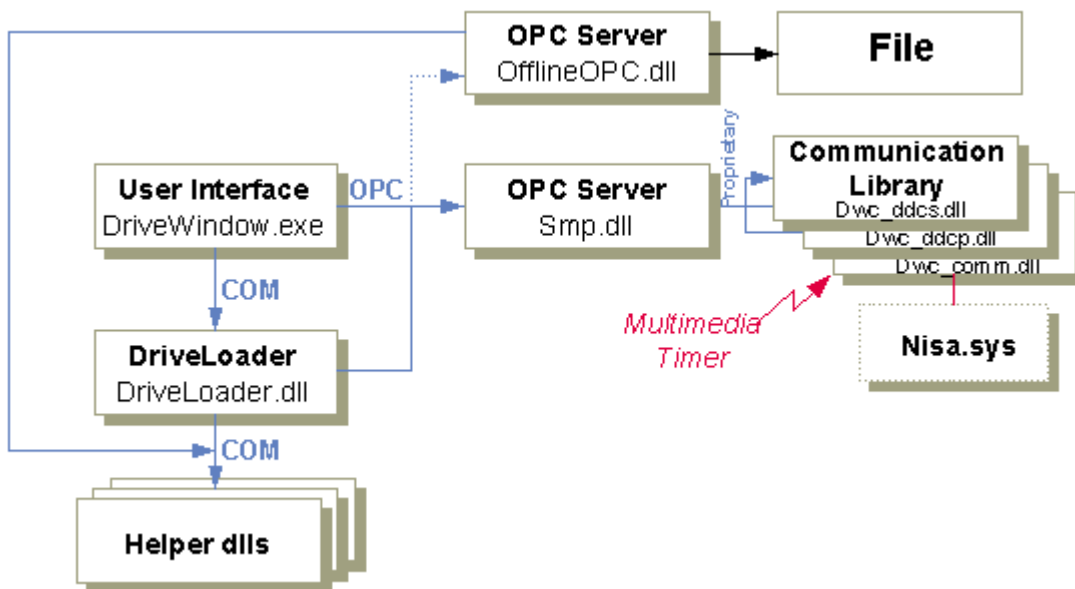 OPC Server
OfflineOPC.dll
File
User Interface
DriveWindow.exe
OPC
OPC Server
Smp.dll
Proprietary
Communication
Library
Dwc_ddcs.dll
Dwc_ddcp.dll
Dwc_comm.dll
COM
Multimedia
Timer
Nisa.sys
DriveLoader
DriveLoader.dll
COM
Helper dlls